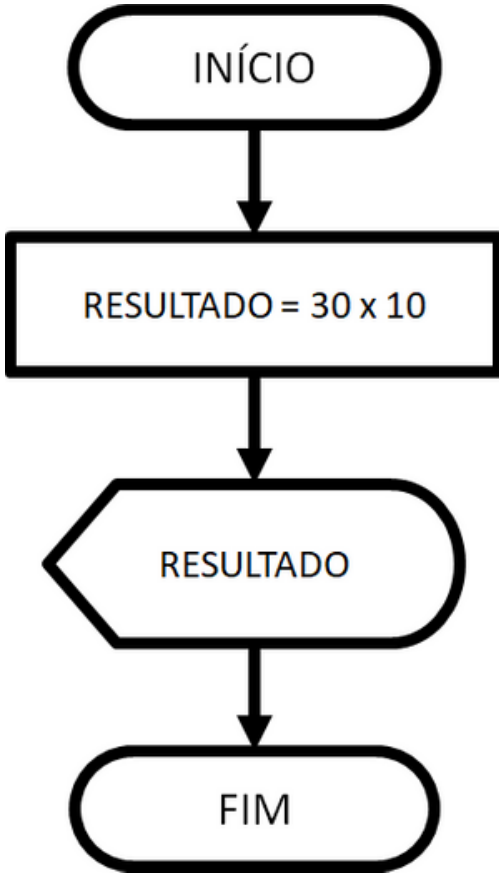 INÍCIO
RESULTADO = 30 x 10
RESULTADO
FIM